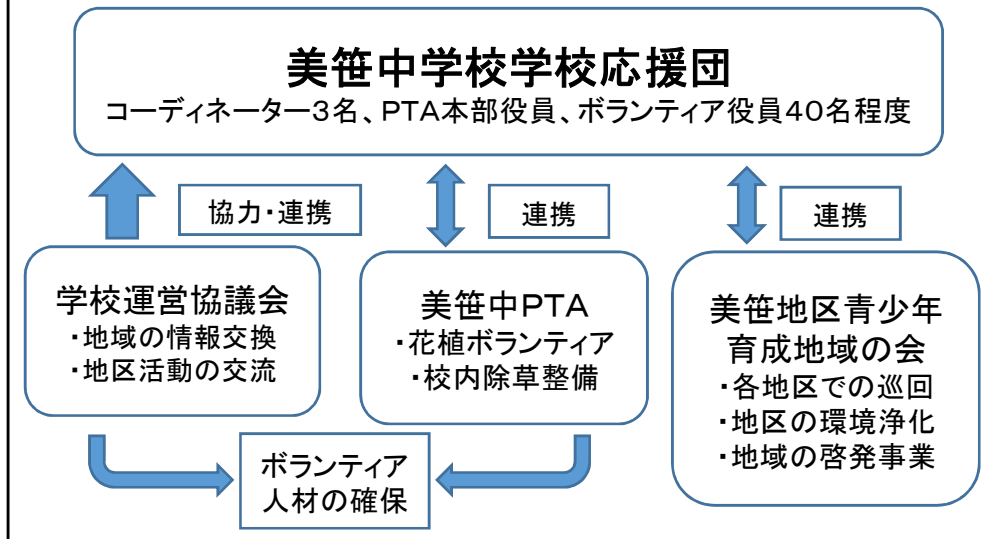 美笹中学校学校応援団
コーディネーター3名、PTA本部役員、ボランティア役員40名程度
協力・連携
連携
連携
学校運営協議会
・地域の情報交換
・地区活動の交流
美笹中PTA
・花植ボランティア
・校内除草整備
美笹地区青少年
育成地域の会
・各地区での巡回
・地区の環境浄化
・地域の啓発事業
ボランティア
人材の確保